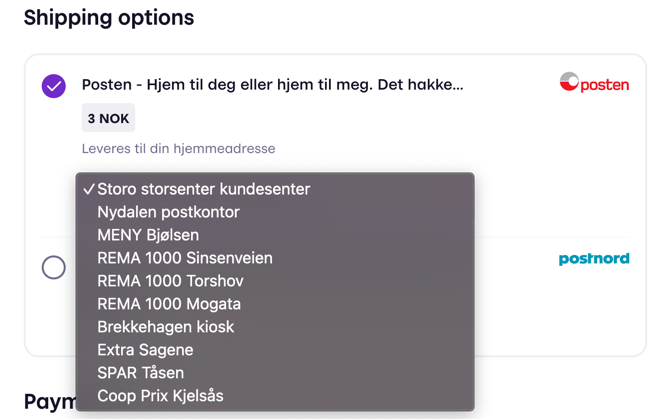 Shipping options
Posten - Hjem til deg eller hjem til meg. Det hakke...
posten
3 NOK
Leveres til din hjemmeadresse
✓Storo storsenter kundesenter
Nydalen postkontor
MENY Bjølsen
REMA 1000 Sinsenveien
postnord
REMA 1000 Torshov
REMA 1000 Mogata
Brekkehagen kiosk
Extra Sagene
SPAR Tåsen
Coop Prix Kjelsås